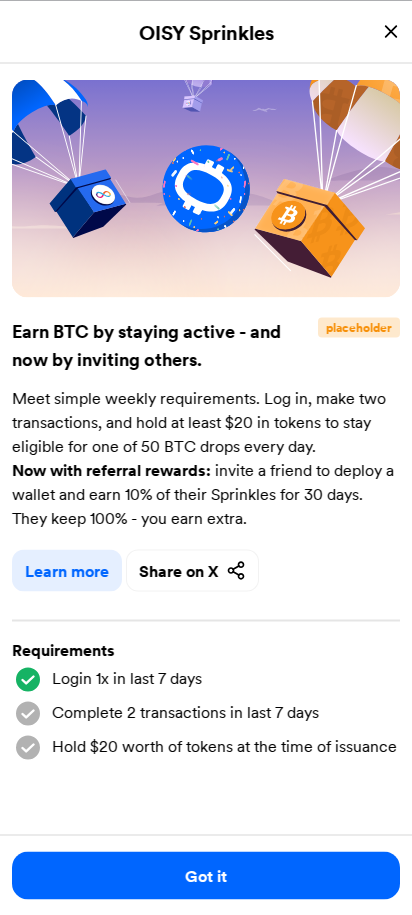 OISY Sprinkles
Earn BTC by staying active - and
now by inviting others.
placeholder
Meet simple weekly requirements. Log in, make two
transactions, and hold at least $20 in tokens to stay
eligible for one of 50 BTC drops every day.
Now with referral rewards: invite a friend to deploy a
wallet and earn 10% of their Sprinkles for 30 days.
They keep 100% - you earn extra.
Learn more
Share on X
Requirements
Login 1x in last 7 days
Complete 2 transactions in last 7 days
Hold $20 worth of tokens at the time of issuance
Got it